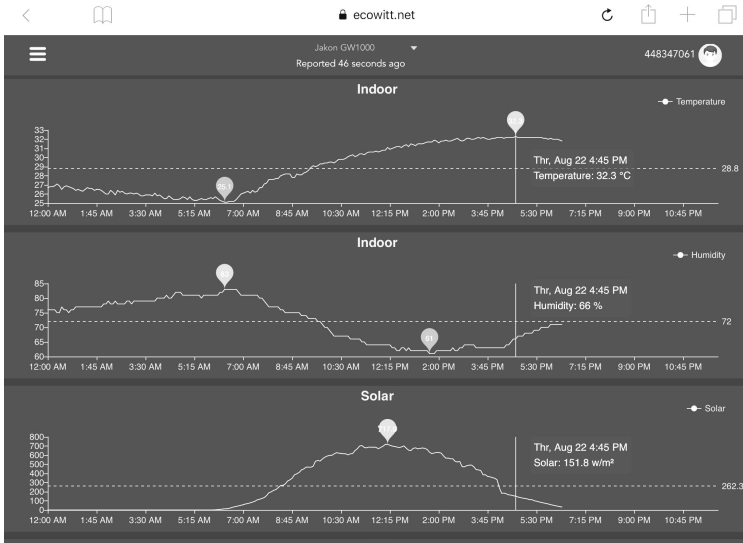 ecowitt.net
Jakon GW1000
Reported 46 seconds ago
448347061
Indoor
Temperature
33
31
30
29
28
27
26
25
28.8
26.1
Thr, Aug 22 4:45 PM
Temperature: 32.3 °C
12:00 AM 1:45 AM 3:30 AM 5:15 AM 7:00 AM 8:45 AM 10:30 AM 12:15 PM 2:00 PM 3:45 PM 5:30 PM 7:15 PM 9:00 PM 10:45 PM
Indoor
Humidity
85
80
75
70
65
60
83
61
72
Thr, Aug 22 4:45 PM
Humidity: 66 %
12:00 AM 1:45 AM 3:30 AM 5:15 AM 7:00 AM 8:45 AM 10:30 AM 12:15 PM 2:00 PM 3:45 PM 5:30 PM 7:15 PM 9:00 PM 10:45 PM
Solar
Solar
800
700
600
500
400
300
200
100
0
262.3
Thr, Aug 22 4:45 PM
Solar: 151.8 w/m²
12:00 AM 1:45 AM 3:30 AM 5:15 AM 7:00 AM 8:45 AM 10:30 AM 12:15 PM 2:00 PM 3:45 PM 5:30 PM 7:15 PM 9:00 PM 10:45 PM